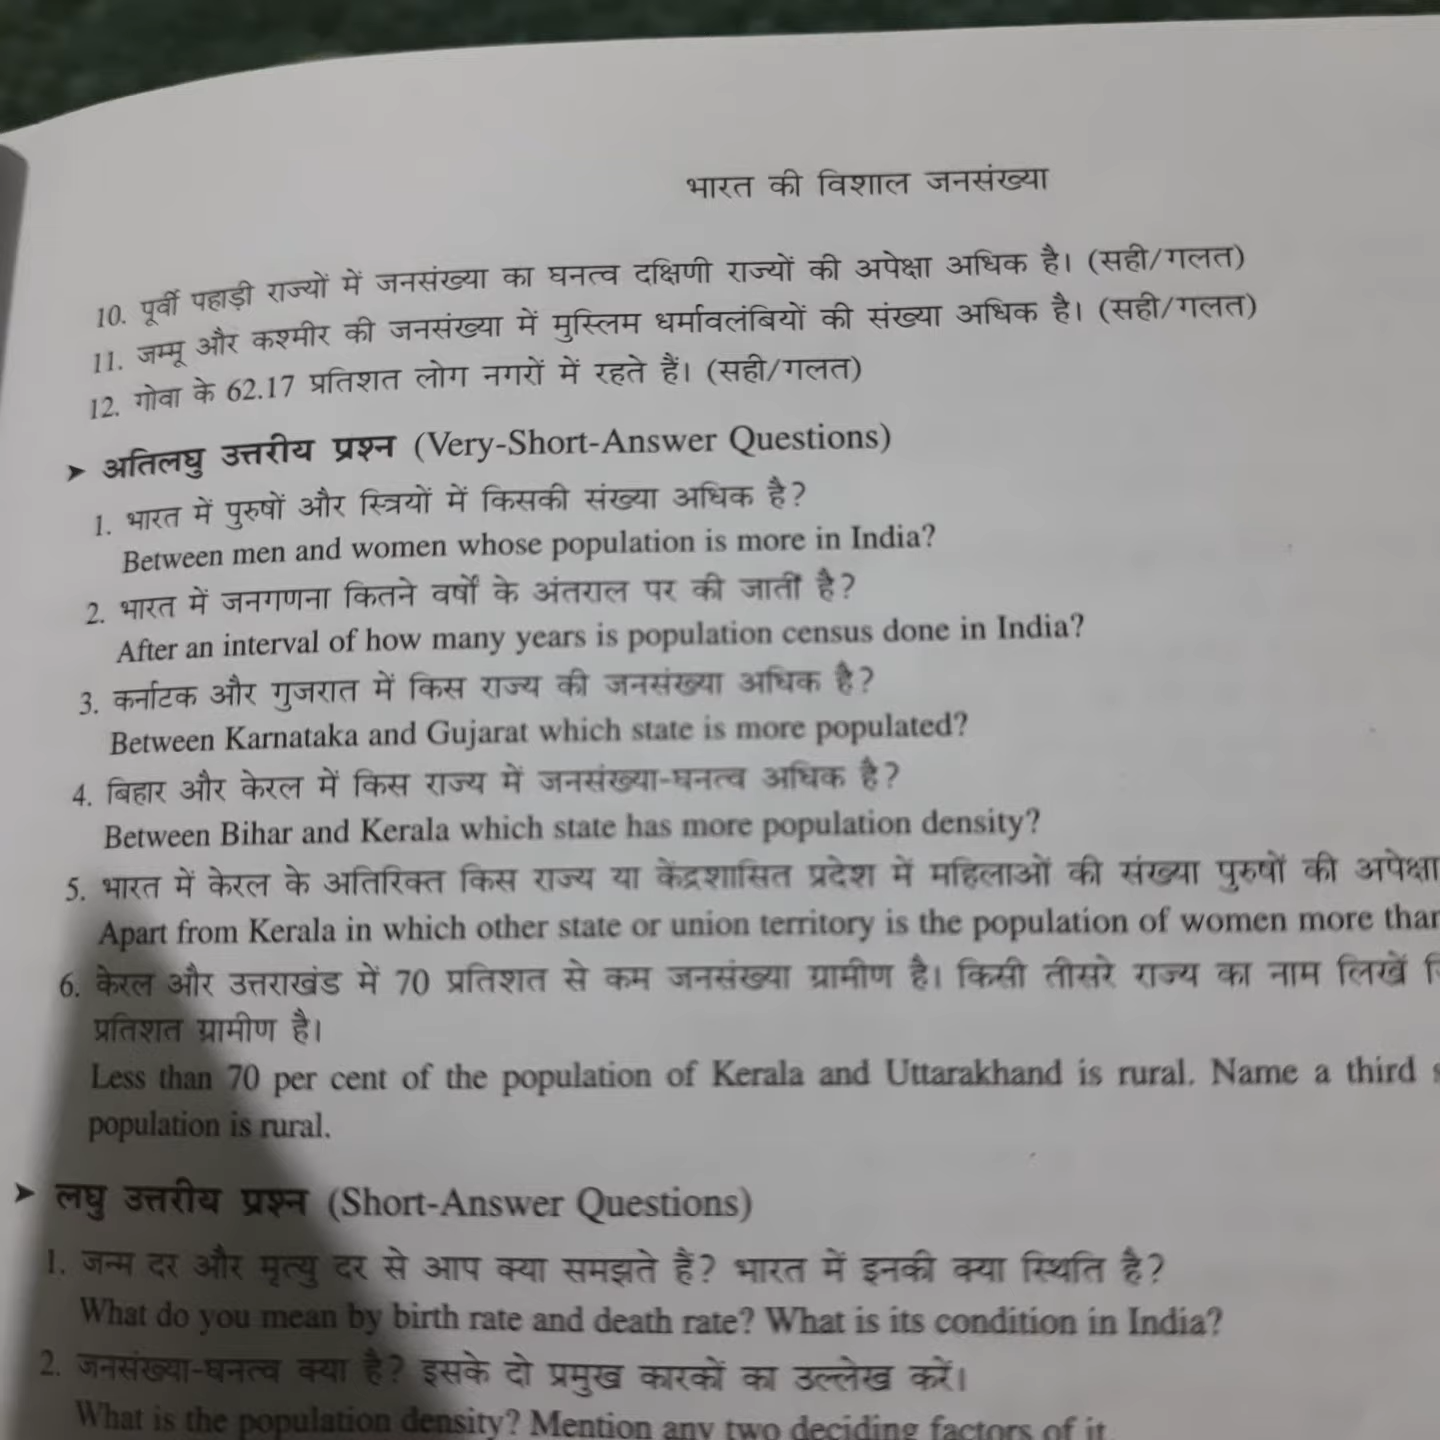 भारत की विशाल जनसंख्या
10. पूर्वी पहाड़ी राज्यों में जनसंख्या का घनत्व दक्षिणी राज्यों की अपेक्षा अधिक है। (सही/गलत)
11. जम्मू और कश्मीर की जनसंख्या में मुस्लिम धर्मावलंबियों की संख्या अधिक है। (सही/गलत)
12. गोवा के 62.17 प्रतिशत लोग नगरों में रहते हैं। (सही/गलत)
➤ अतिलघु उत्तरीय प्रश्न (Very-Short-Answer Questions)
1. भारत में पुरुषों और स्त्रियों में किसकी संख्या अधिक है?
Between men and women whose population is more in India?
2. भारत में जनगणना कितने वर्षों के अंतराल पर की जाती है?
After an interval of how many years is population census done in India?
3. कर्नाटक और गुजरात में किस राज्य की जनसंख्या अधिक है?
Between Karnataka and Gujarat which state is more populated?
4. बिहार और केरल में किस राज्य में जनसंख्या-घनत्व अधिक है?
Between Bihar and Kerala which state has more population density?
5. भारत में केरल के अतिरिक्त किस राज्य या केंद्रशासित प्रदेश में महिलाओं की संख्या पुरुषों की अपेक्षा
Apart from Kerala in which other state or union territory is the population of women more than
6. केरल और उत्तराखंड में 70 प्रतिशत से कम जनसंख्या ग्रामीण है। किसी तीसरे राज्य का नाम लिखें
प्रतिशत ग्रामीण है।
Less than 70 per cent of the population of Kerala and Uttarakhand is rural. Name a third
population is rural.
➤ लघु उत्तरीय प्रश्न (Short-Answer Questions)
1. जन्म दर और मृत्यु दर से आप क्या समझते हैं? भारत में इनकी क्या स्थिति है?
What do you mean by birth rate and death rate? What is its condition in India?
2. जनसंख्या-घनत्व क्या है? इसके दो प्रमुख कारकों का उल्लेख करें।
What is the population density? Mention any two deciding factors of it.